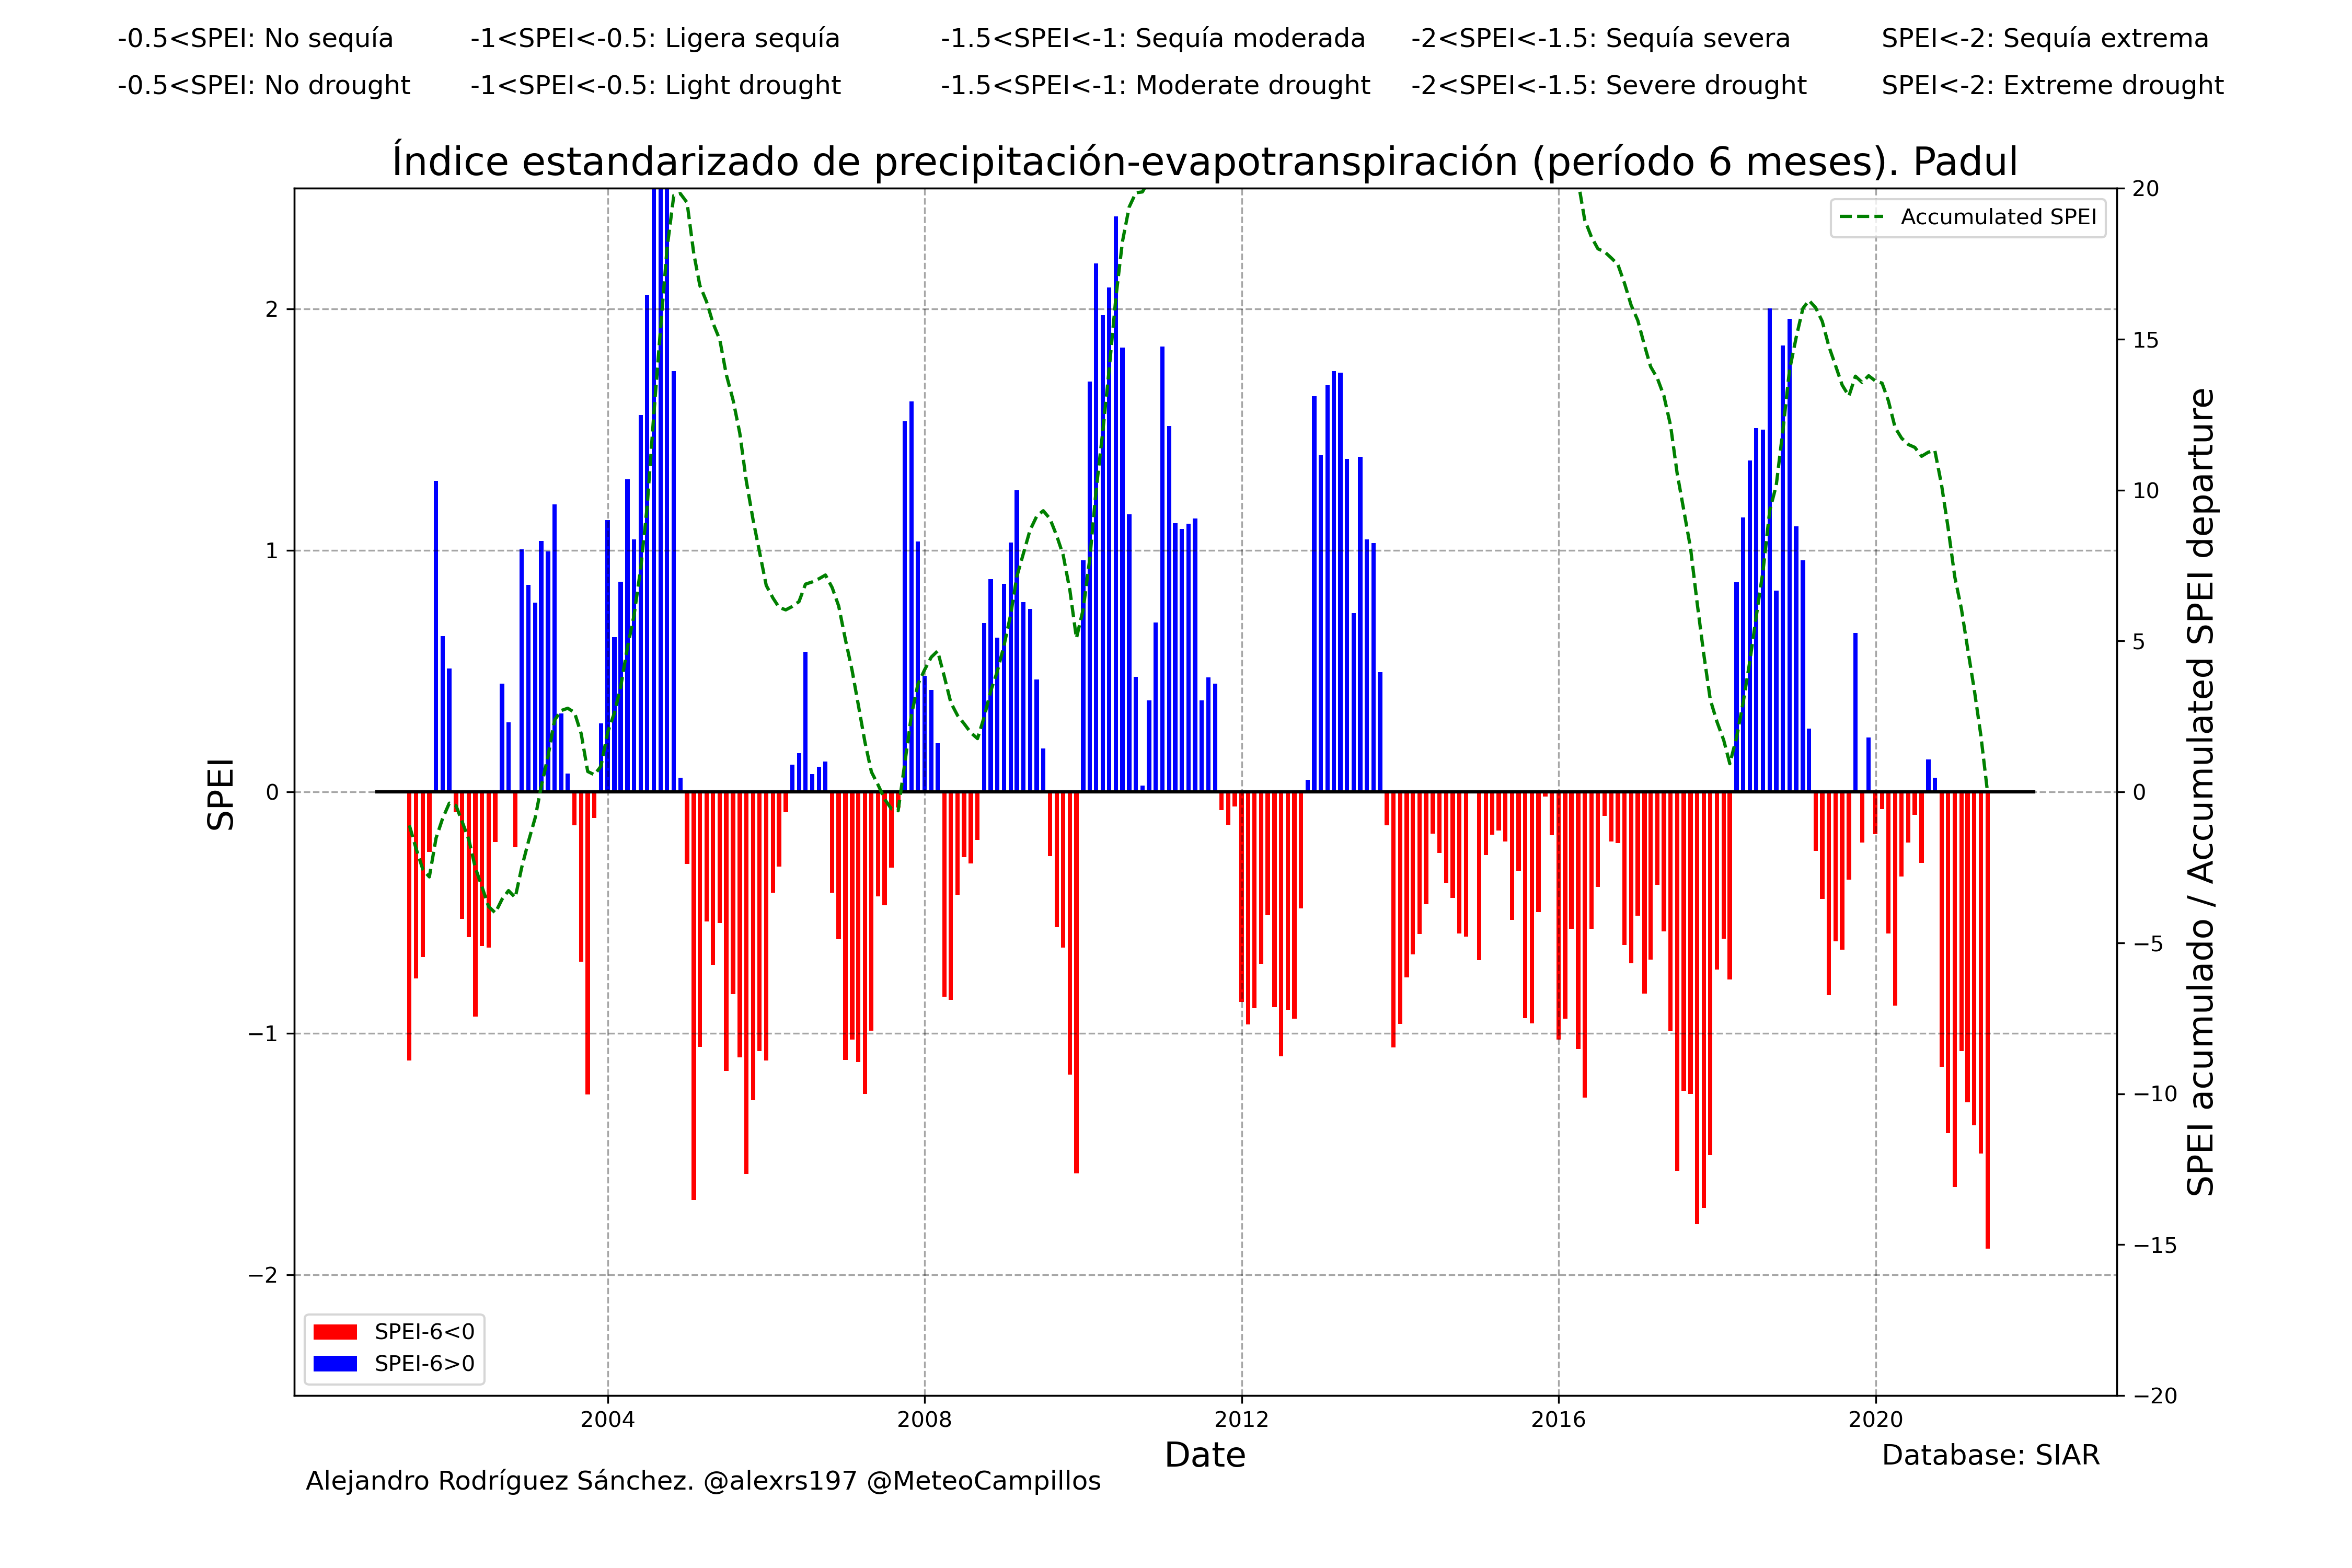 -0.5<SPEI: No sequía -1<SPEI<-0.5: Ligera sequía -1.5<SPEI<-1: Sequía moderada -2<SPEI<-1.5: Sequía severa SPEI<-2: Sequía extrema
-0.5<SPEI: No drought -1<SPEI<-0.5: Light drought -1.5<SPEI<-1: Moderate drought -2<SPEI<-1.5: Severe drought SPEI<-2: Extreme drought
Índice estandarizado de precipitación-evapotranspiración (período 6 meses). Padul
Accumulated SPEI
SPEI
2
1
0
−1
−2
20
15
10
5
0
−5
−10
−15
−20
SPEI acumulado / Accumulated SPEI departure
SPEI-6<0
SPEI-6>0
2004 2008 2012 2016 2020
Date
Database: SIAR
Alejandro Rodríguez Sánchez. @alexrs197 @MeteoCampillos